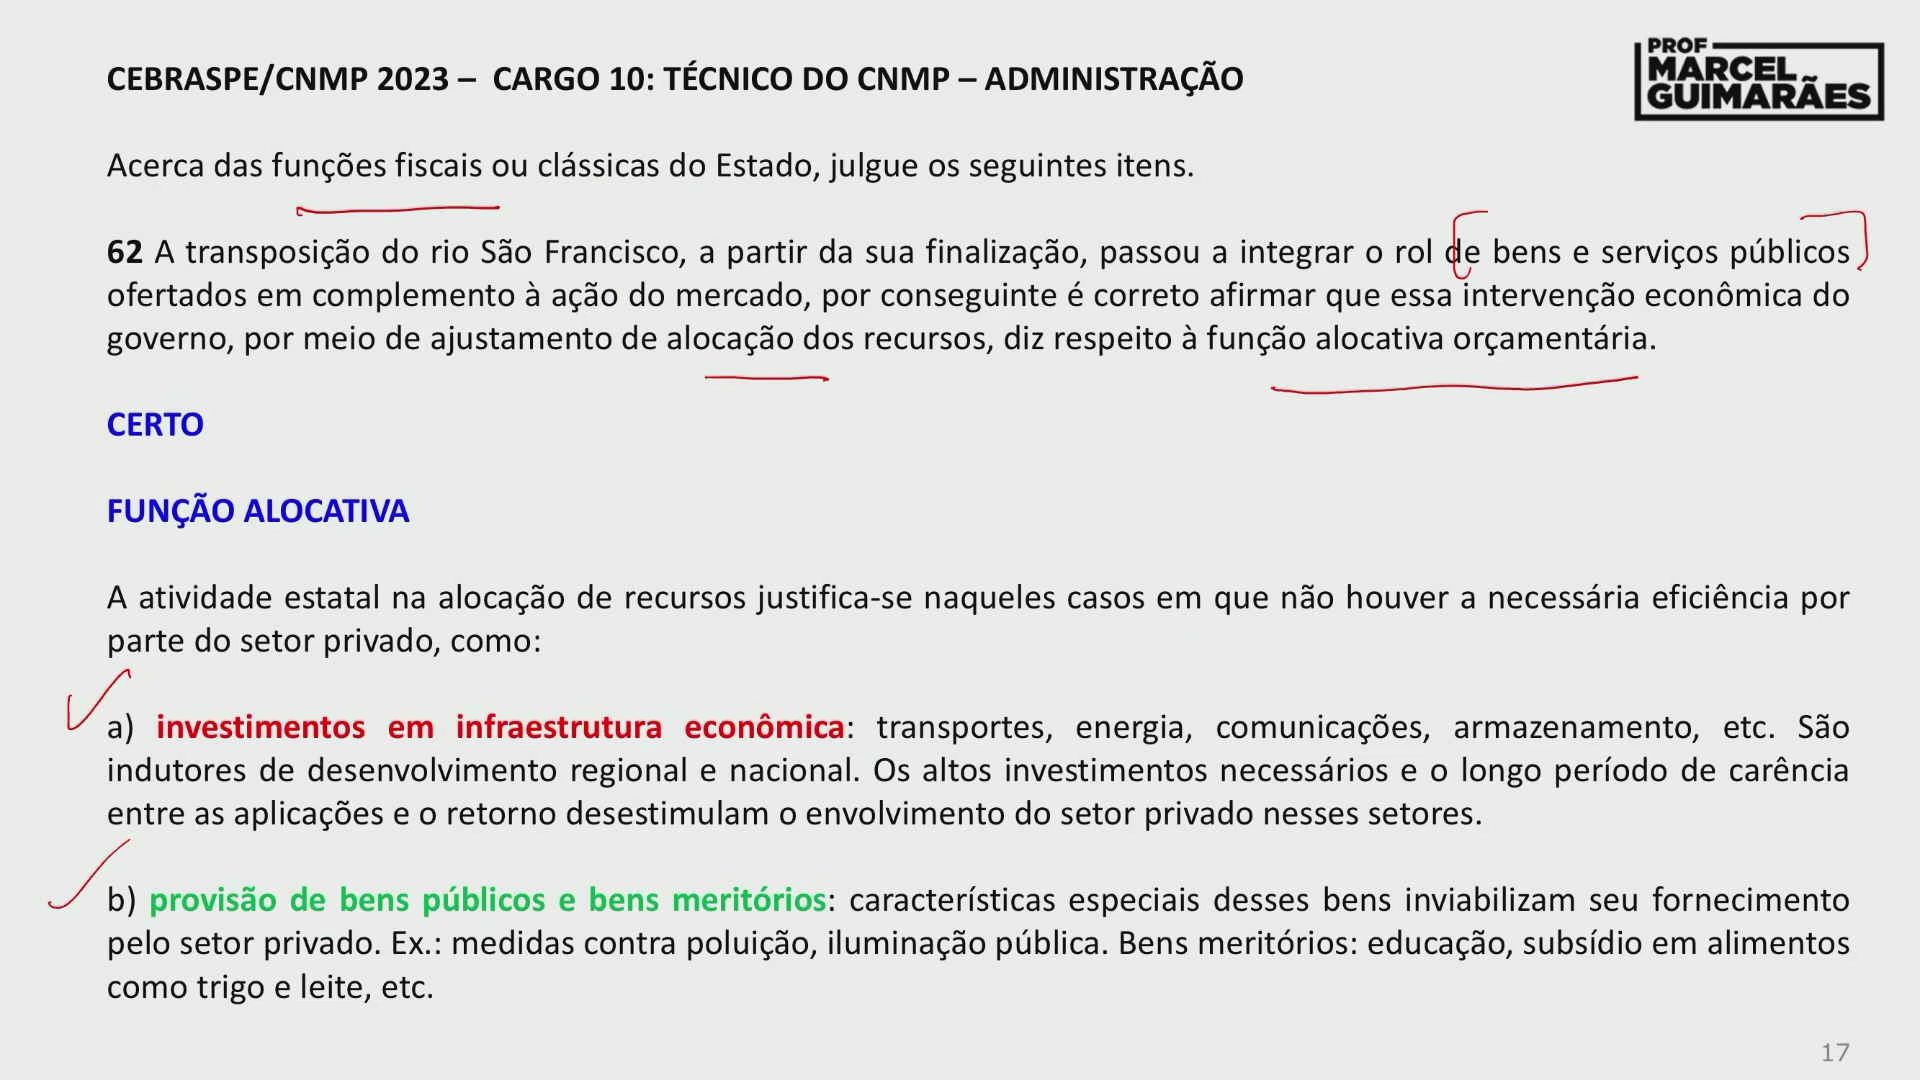 CEBRASPE/CNMP 2023 – CARGO 10: TÉCNICO DO CNMP – ADMINISTRAÇÃO
PROF
MARCEL
GUIMARÃES
Acerca das funções fiscais ou clássicas do Estado, julgue os seguintes itens.
62 A transposição do rio São Francisco, a partir da sua finalização, passou a integrar o rol de bens e serviços públicos
ofertados em complemento à ação do mercado, por conseguinte é correto afirmar que essa intervenção econômica do
governo, por meio de ajustamento de alocação dos recursos, diz respeito à função alocativa orçamentária.
CERTO
FUNÇÃO ALOCATIVA
A atividade estatal na alocação de recursos justifica-se naqueles casos em que não houver a necessária eficiência por
parte do setor privado, como:
a) investimentos em infraestrutura econômica: transportes, energia, comunicações, armazenamento, etc. São
indutores de desenvolvimento regional e nacional. Os altos investimentos necessários e o longo período de carência
entre as aplicações e o retorno desestimulam o envolvimento do setor privado nesses setores.
b) provisão de bens públicos e bens meritórios: características especiais desses bens inviabilizam seu fornecimento
pelo setor privado. Ex.: medidas contra poluição, iluminação pública. Bens meritórios: educação, subsídio em alimentos
como trigo e leite, etc.
17